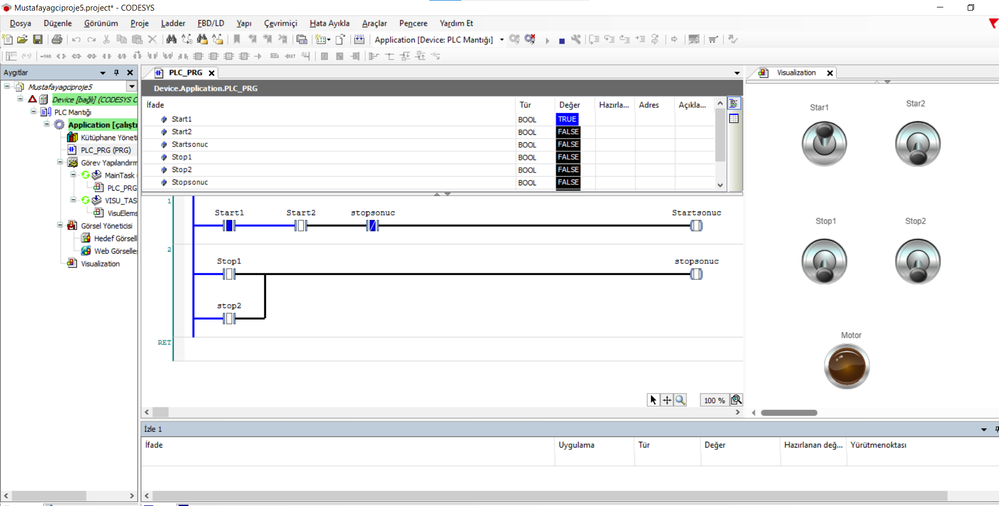 Mustafayagciproje5.project* - CODESYS
Dosya Düzenle Görünüm Proje Ladder FBD/LD Yapı Çevrimiçi Hata Ayıkla Araçlar Pencere Yardım Et
Application [Device: PLC Mantığı]
Aygıtlar
Mustafayagciproje5
Device [bağlı] (CODESYS C
PLC Mantığı
Application [çalıştı
Kütüphane Yöneti
PLC_PRG (PRG)
Görev Yapılandırm
MainTask
PLC_PRG
VISU_TAS
VisuElems
Görsel Yöneticisi
Hedef Görsell
Web Görselles
Visualization
PLC_PRG
Device.Application.PLC_PRG
İfade Tür Değer Hazırla... Adres Açıkla...
Start1 BOOL TRUE
Start2 BOOL FALSE
Startsonuc BOOL FALSE
Stop1 BOOL FALSE
Stop2 BOOL FALSE
Stopsonuc BOOL FALSE
1
Start1 Start2 stopsonuc Startsonuc
2
Stop1 stopsonuc
stop2
RET
100 %
Visualization
Star1 Star2
Stop1 Stop2
Motor
İzle 1
İfade Uygulama Tür Değer Hazırlanan değ... Yürütmenoktası